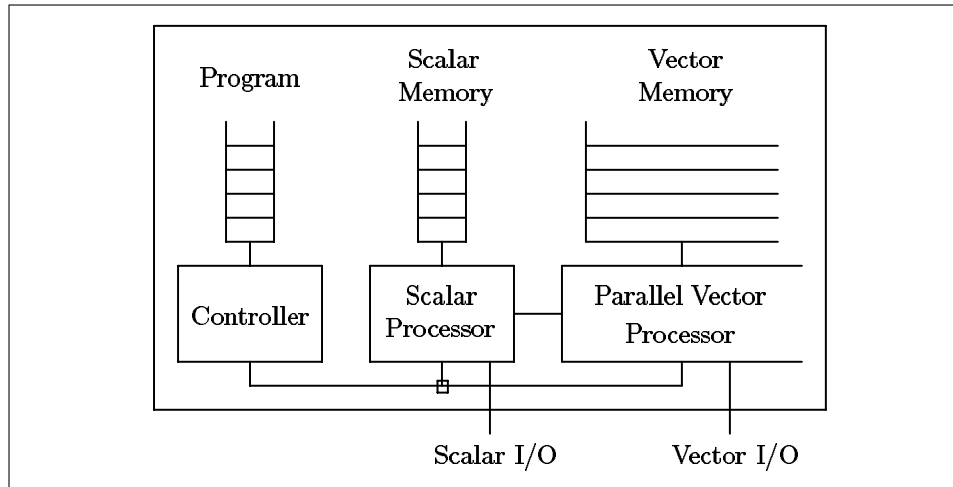 Program
Scalar
Memory
Vector
Memory
Controller
Scalar
Processor
Parallel Vector
Processor
Scalar I/O
Vector I/O